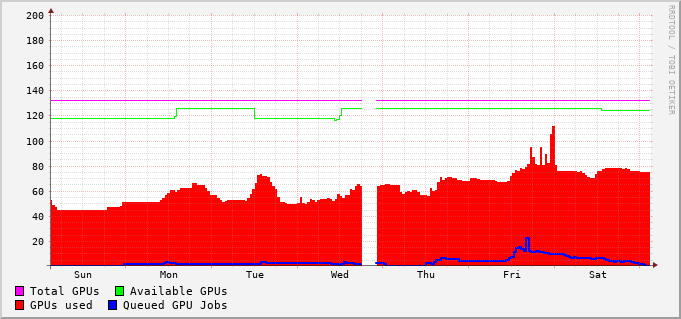 200
180
160
140
120
100
80
60
40
20
Sun Mon Tue Wed Thu Fri Sat
Total GPUs Available GPUs
GPUs used Queued GPU Jobs
RRDTOOL / TOBI OETIKER